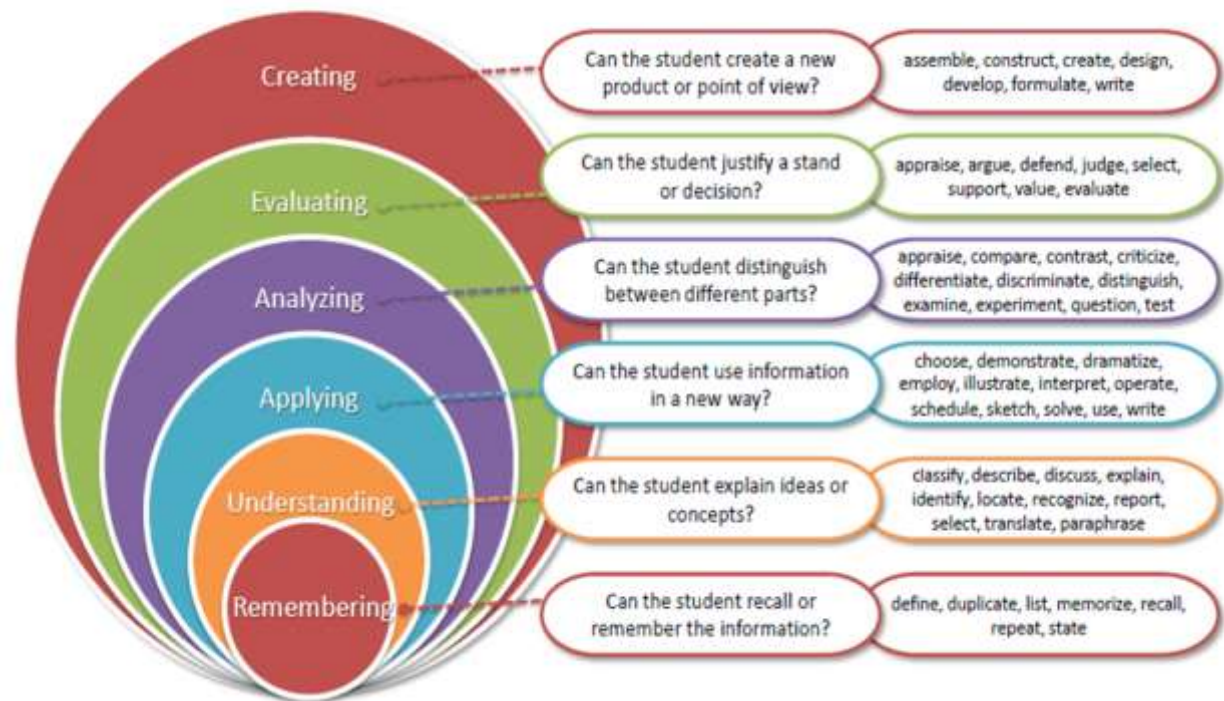 Creating
Can the student create a new
product or point of view?
assemble, construct, create, design,
develop, formulate, write
Evaluating
Can the student justify a stand
or decision?
appraise, argue, defend, judge, select,
support, value, evaluate
Analyzing
Can the student distinguish
between different parts?
appraise, compare, contrast, criticize,
differentiate, discriminate, distinguish,
examine, experiment, question, test
Applying
Can the student use information
in a new way?
choose, demonstrate, dramatize,
employ, illustrate, interpret, operate,
schedule, sketch, solve, use, write
Understanding
Can the student explain ideas or
concepts?
classify, describe, discuss, explain,
identify, locate, recognize, report,
select, translate, paraphrase
Remembering
Can the student recall or
remember the information?
define, duplicate, list, memorize, recall,
repeat, state